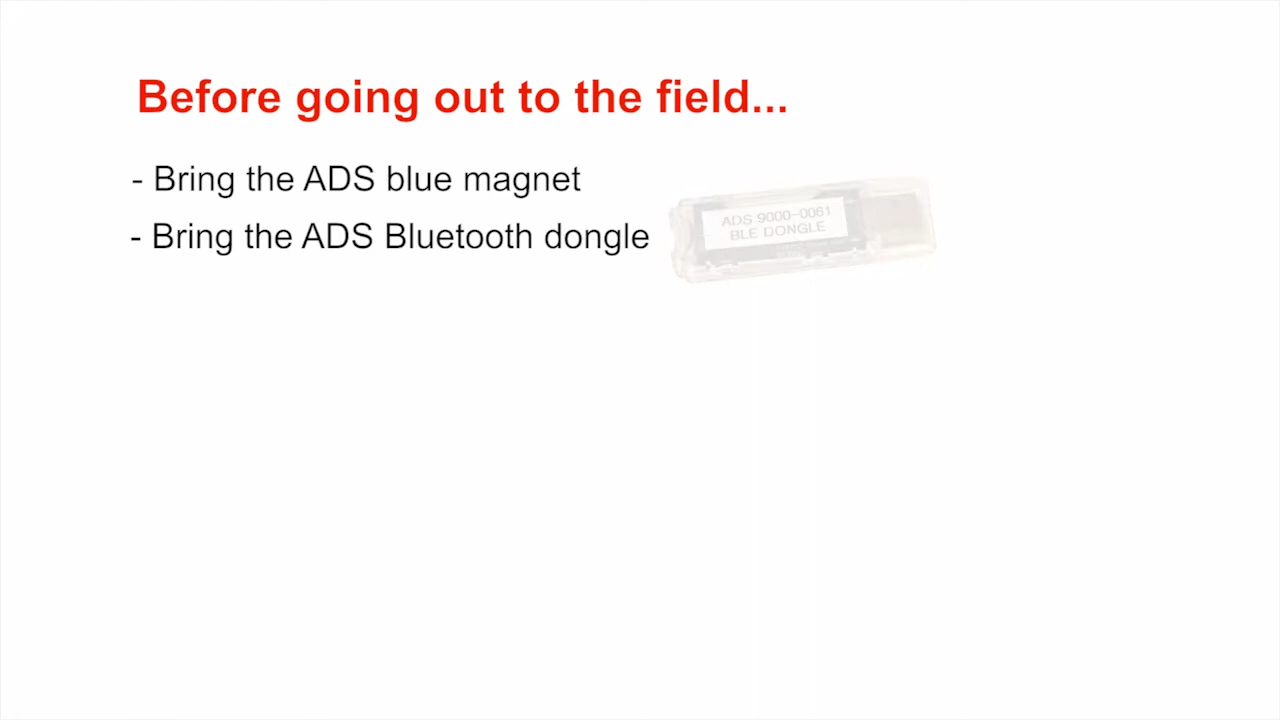 Before going out to the field...
- Bring the ADS blue magnet
- Bring the ADS Bluetooth dongle
ADS 9000-0061
BLE DONGLE